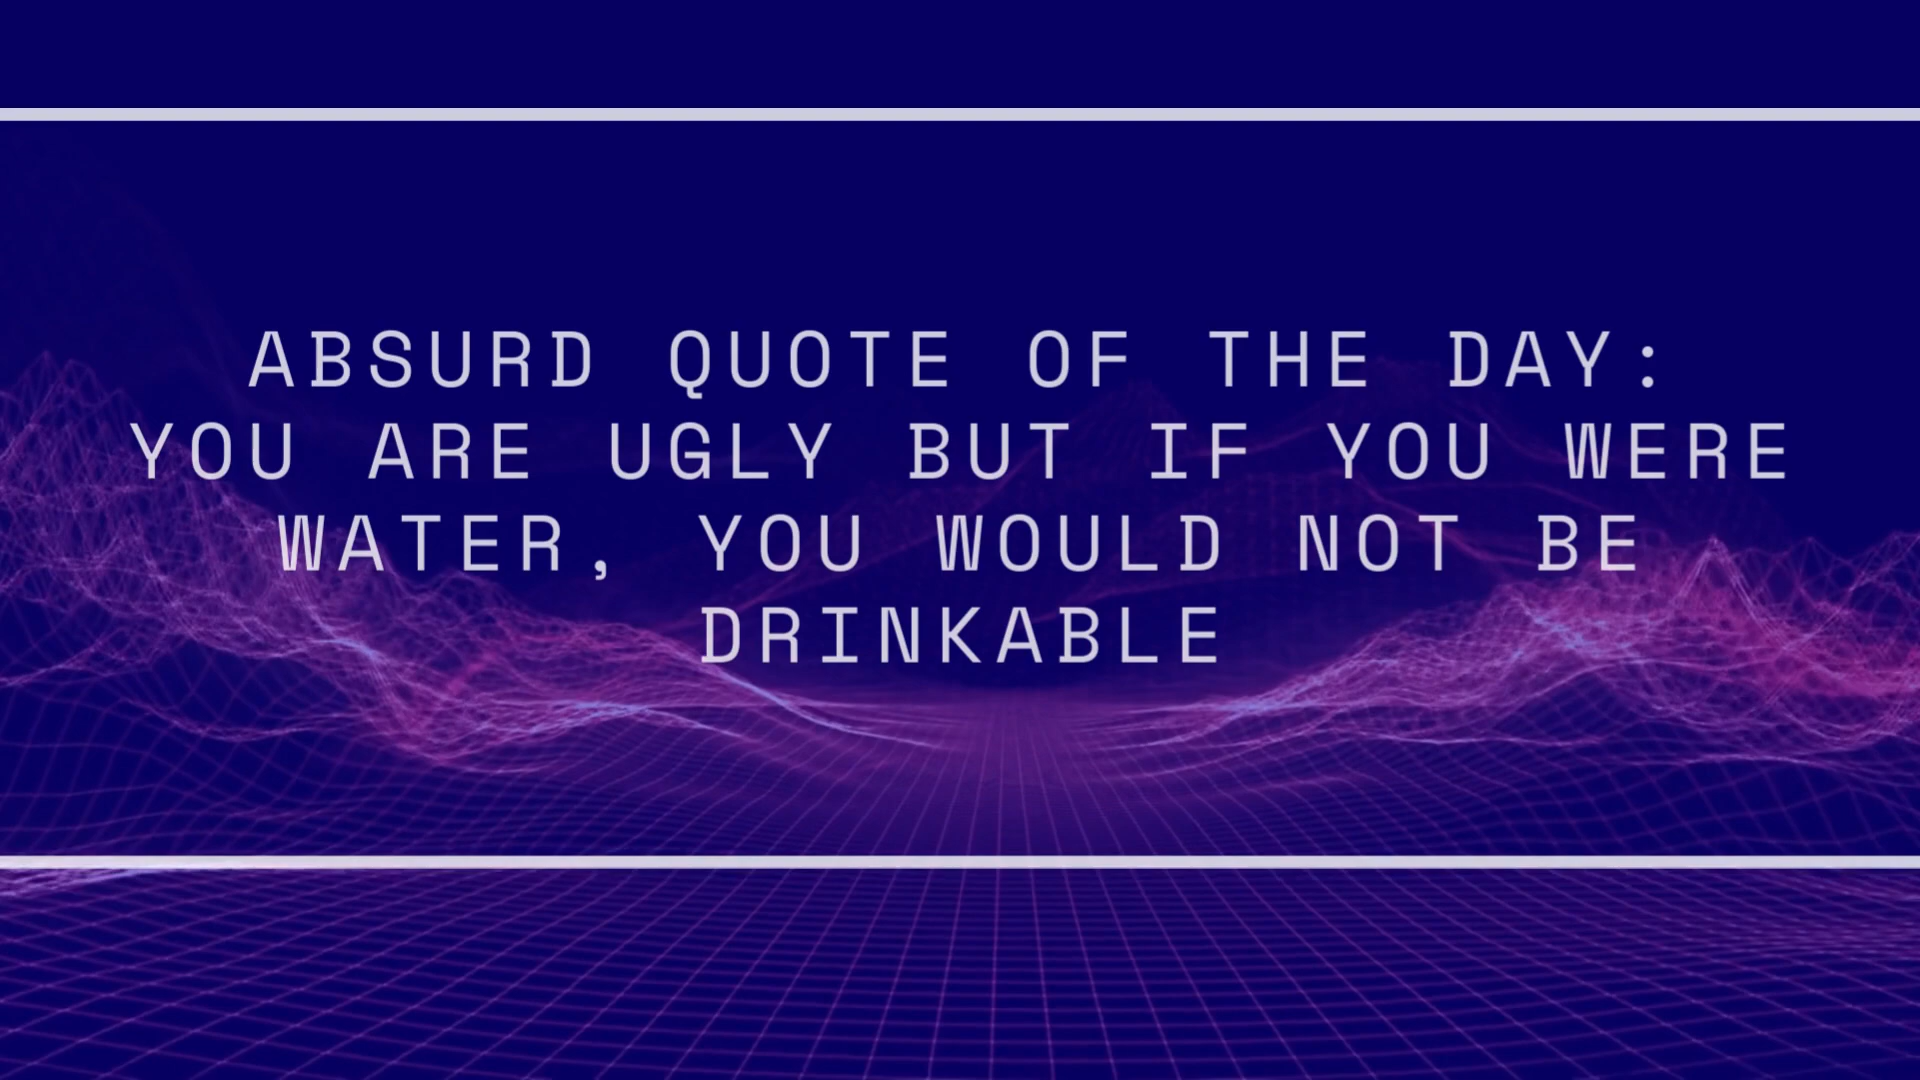 ABSURD QUOTE OF THE DAY:
YOU ARE UGLY BUT IF YOU WERE
WATER, YOU WOULD NOT BE
DRINKABLE